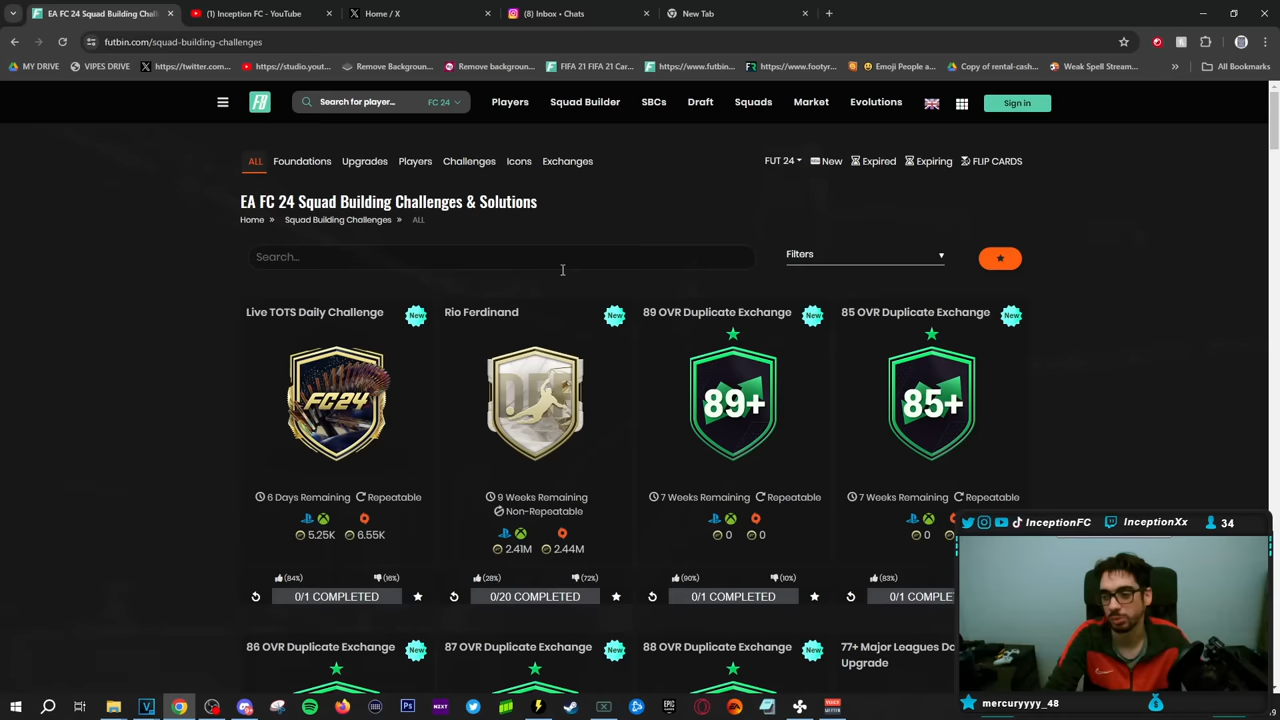 EA FC 24 Squad Building Chall
(1) Inception FC - YouTube
Home / X
(8) Inbox • Chats
New Tab
futbin.com/squad-building-challenges
MY DRIVE
VIPES DRIVE
https://twitter.com...
https://studio.yout...
Remove Backgroun...
Remove backgroun...
FIFA 21 FIFA 21 Car...
https://www.futbin...
https://www.footyr...
Emoji People a...
Copy of rental-cash...
Weak Spell Stream...
All Bookmarks
Search for player...
FC 24
Players
Squad Builder
SBCs
Draft
Squads
Market
Evolutions
Sign in
ALL
Foundations
Upgrades
Players
Challenges
Icons
Exchanges
FUT 24
New
Expired
Expiring
FLIP CARDS
EA FC 24 Squad Building Challenges & Solutions
Home » Squad Building Challenges » ALL
Search...
Filters
Live TOTS Daily Challenge
New
Rio Ferdinand
New
89 OVR Duplicate Exchange
New
85 OVR Duplicate Exchange
New
FC24
DEF
89+
85+
6 Days Remaining
Repeatable
9 Weeks Remaining
Non-Repeatable
7 Weeks Remaining
Repeatable
7 Weeks Remaining
Repeatable
5.25K
6.55K
2.41M
2.44M
0
0
0
(84%)
(16%)
(28%)
(72%)
(90%)
(10%)
(83%)
0/1 COMPLETED
0/20 COMPLETED
0/1 COMPLETED
0/1 COMPLE
InceptionFC
InceptionXx
34
86 OVR Duplicate Exchange
New
87 OVR Duplicate Exchange
New
88 OVR Duplicate Exchange
New
77+ Major Leagues Do
Upgrade
mercuryyyy_48